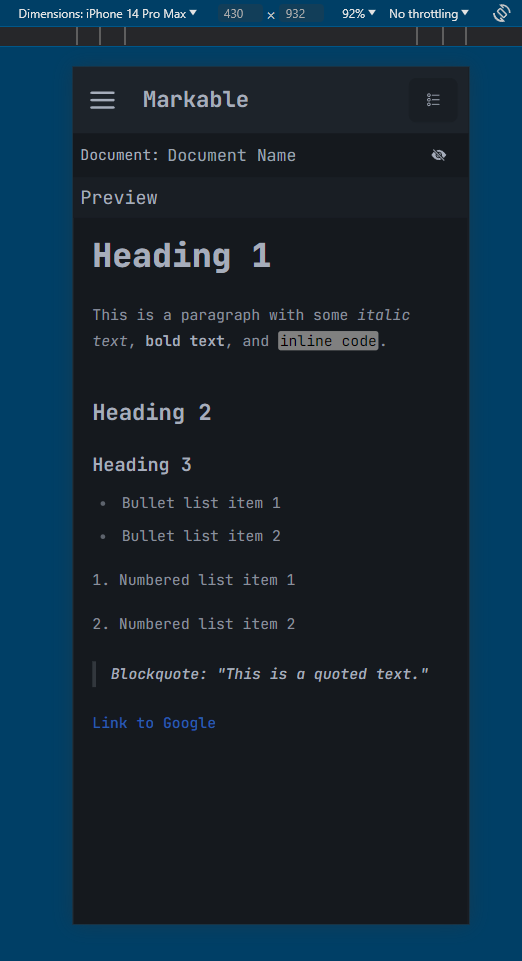 Dimensions: iPhone 14 Pro Max 430 × 932 92% No throttling
Markable
Document: Document Name
Preview
Heading 1
This is a paragraph with some italic
text, bold text, and inline code.
Heading 2
Heading 3
• Bullet list item 1
• Bullet list item 2
1. Numbered list item 1
2. Numbered list item 2
Blockquote: "This is a quoted text."
Link to Google